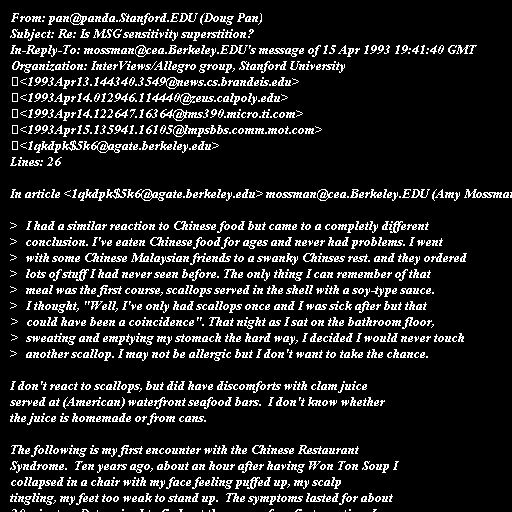 From: pan@panda.Stanford.EDU (Doug Pan)
Subject: Re: Is MSG sensitivity superstition?
In-Reply-To: mossman@cea.Berkeley.EDU's message of 15 Apr 1993 19:41:40 GMT
Organization: InterViews/Allegro group, Stanford University
<1993Apr13.144340.3549@news.cs.brandeis.edu>
<1993Apr14.012946.114440@zeus.calpoly.edu>
<1993Apr14.122647.16364@tms390.micro.ti.com>
<1993Apr15.135941.16105@lmpsbbs.comm.mot.com>
<1qkdpk$5k6@agate.berkeley.edu>
Lines: 26

In article <1qkdpk$5k6@agate.berkeley.edu> mossman@cea.Berkeley.EDU (Amy Mossman

> I had a similar reaction to Chinese food but came to a completly different
> conclusion. I've eaten Chinese food for ages and never had problems. I went
> with some Chinese Malaysian friends to a swanky Chinses rest. and they ordered
> lots of stuff I had never seen before. The only thing I can remember of that
> meal was the first course, scallops served in the shell with a soy-type sauce.
> I thought, "Well, I've only had scallops once and I was sick after but that
> could have been a coincidence". That night as I sat on the bathroom floor,
> sweating and emptying my stomach the hard way, I decided I would never touch
> another scallop. I may not be allergic but I don't want to take the chance.

I don't react to scallops, but did have discomforts with clam juice
served at (American) waterfront seafood bars.  I don't know whether
the juice is homemade or from cans.

The following is my first encounter with the Chinese Restaurant
Syndrome.  Ten years ago, about an hour after having Won Ton Soup I
collapsed in a chair with my face feeling puffed up, my scalp
tingling, my feet too weak to stand up.  The symptoms lasted for about